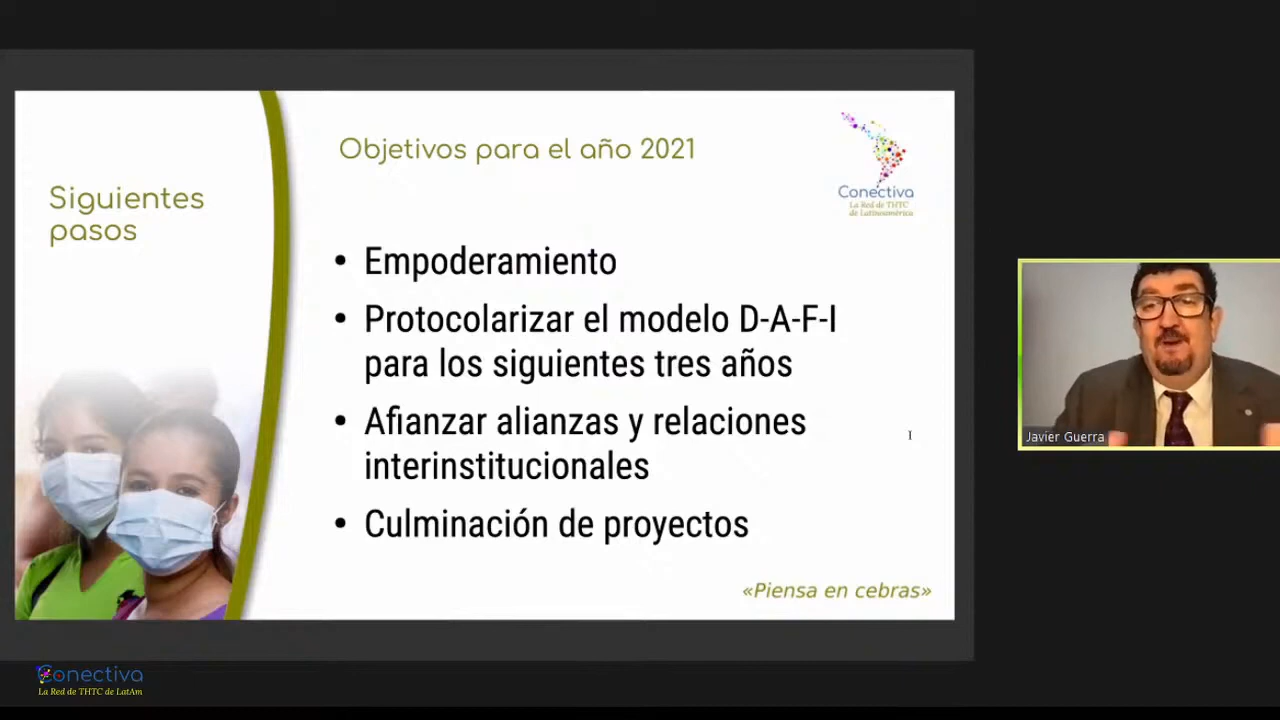 Siguientes
pasos
Objetivos para el año 2021
Conectiva
La Red de THTC
de Latinoamérica
• Empoderamiento
• Protocolarizar el modelo D-A-F-I
para los siguientes tres años
• Afianzar alianzas y relaciones
interinstitucionales
• Culminación de proyectos
«Piensa en cebras»
Javier Guerra
Conectiva
La Red de THTC de LatAm